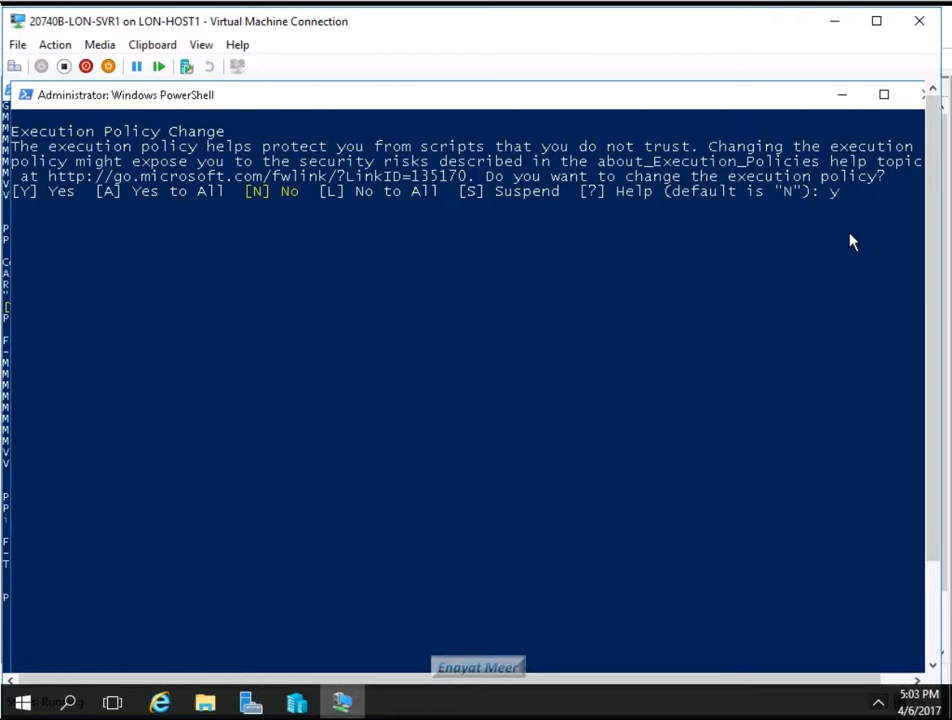 20740B-LON-SVR1 on LON-HOST1 - Virtual Machine Connection
File Action Media Clipboard View Help
Administrator: Windows PowerShell
Execution Policy Change
The execution policy helps protect you from scripts that you do not trust. Changing the execution
policy might expose you to the security risks described in the about_Execution_Policies help topic
at http://go.microsoft.com/fwlink/?LinkID=135170. Do you want to change the execution policy?
[Y] Yes [A] Yes to All [N] No [L] No to All [S] Suspend [?] Help (default is "N"): y
Enayat Meer
5:03 PM
4/6/2017